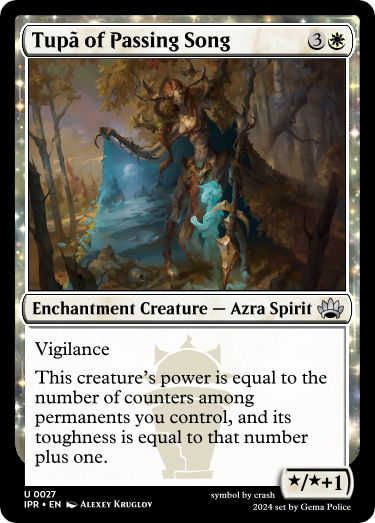 Tupã of Passing Song 3
Enchantment Creature — Azra Spirit
Vigilance
This creature's power is equal to the
number of counters among
permanents you control, and its
toughness is equal to that number
plus one.
★/★+1
U 0027
IPR • EN Alexey Kruglov
symbol by crash
2024 set by Gema Police